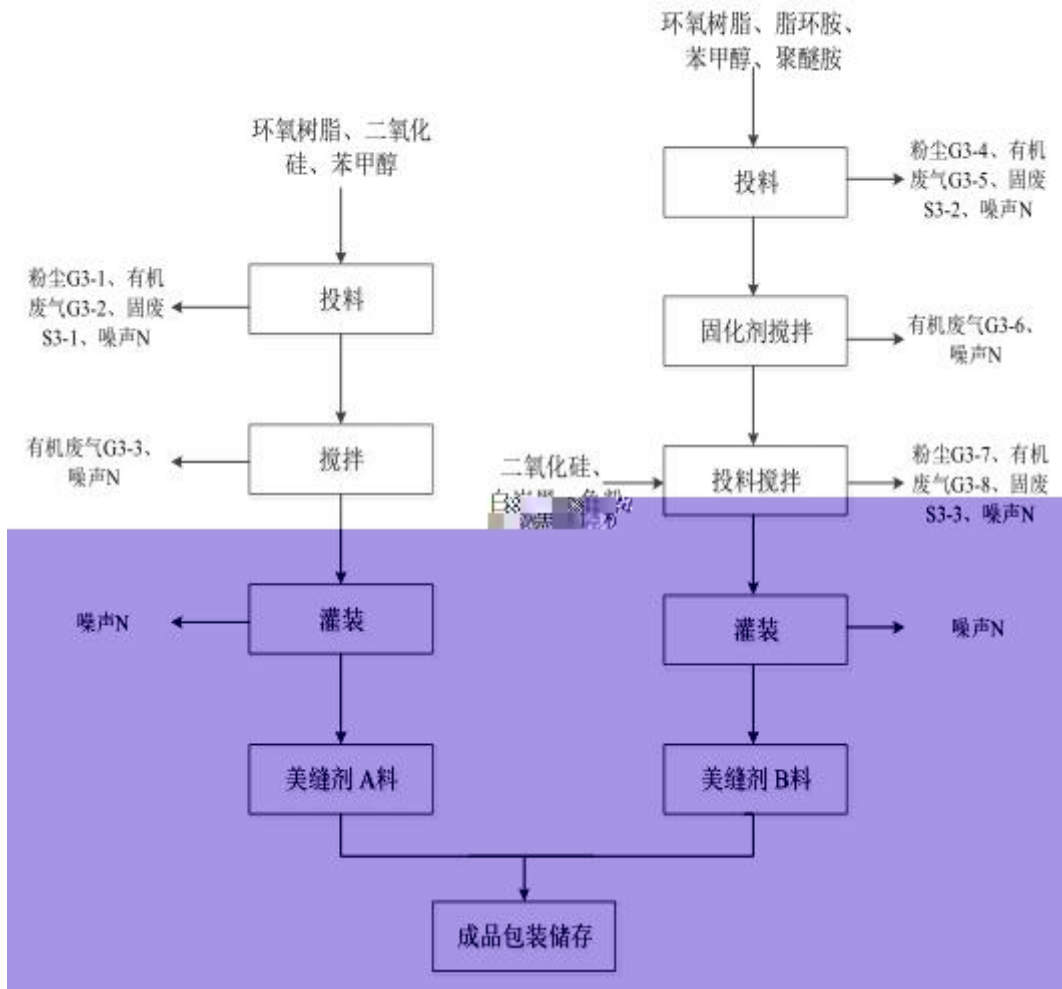 环氧树脂、二氧化
硅、苯甲醇
投料
粉尘G3-1、有机
废气G3-2、固废
S3-1、噪声N
搅拌
有机废气G3-3、
噪声N
灌装
噪声N
美缝剂 A料
环氧树脂、脂环胺、
苯甲醇、聚醚胺
投料
粉尘G3-4、有机
废气G3-5、固废
S3-2、噪声N
固化剂搅拌
有机废气G3-6、
噪声N
二氧化硅、
投料搅拌
粉尘G3-7、有机
废气G3-8、固废
S3-3、噪声N
灌装
噪声N
美缝剂 B料
成品包装储存